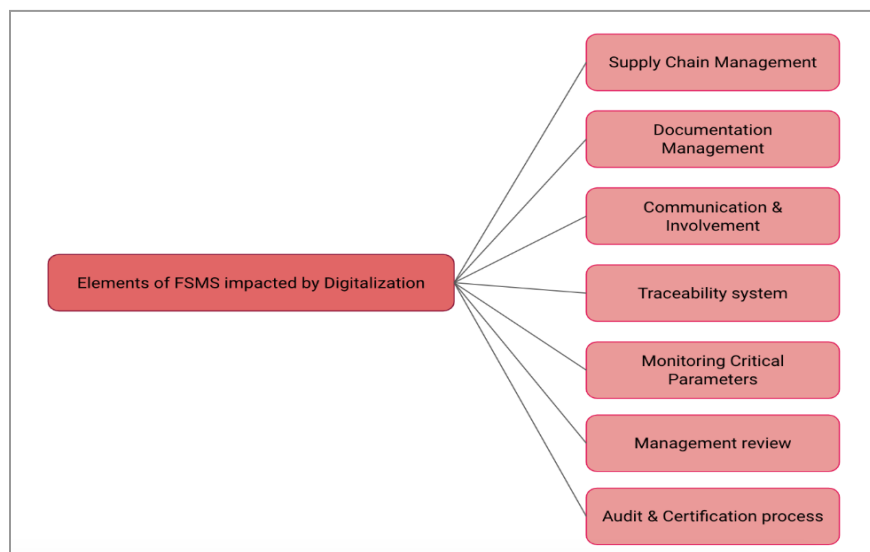 Supply Chain Management
Documentation
Management
Communication &
Involvement
Elements of FSMS impacted by Digitalization
Traceability system
Monitoring Critical
Parameters
Management review
Audit & Certification process